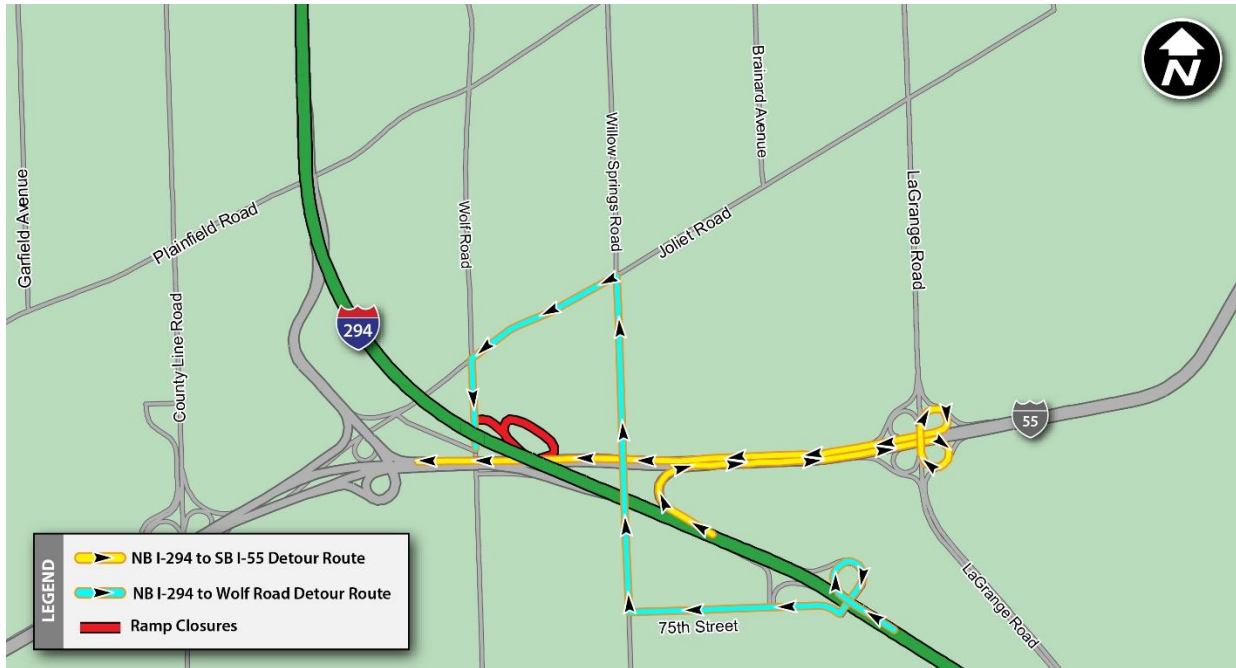 N
Garfield Avenue
Plainfield Road
County Line Road
Wolf Road
Willow Springs Road
Brainard Avenue
Joliet Road
LaGrange Road
294
55
75th Street
LaGrange Road
LEGEND
NB I-294 to SB I-55 Detour Route
NB I-294 to Wolf Road Detour Route
Ramp Closures